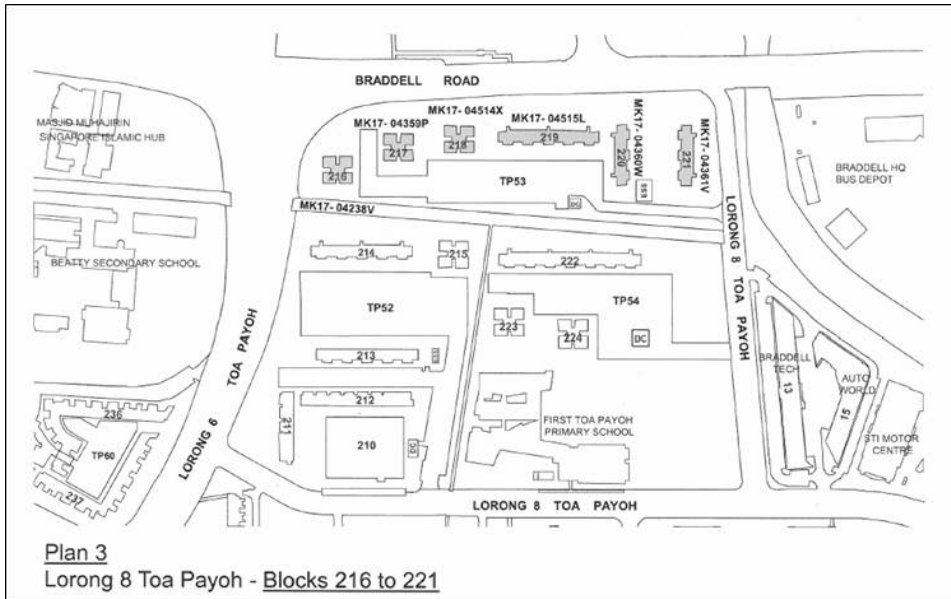 BRADDELL ROAD
MASJID MUHAJIRIN
SINGAPORE ISLAMIC HUB
MK17- 04514X
MK17- 04359P
MK17- 04515L
MK17- 04360W
MK17- 04361V
216
217
218
219
220
221
BRADDELL HQ
BUS DEPOT
TP53
DC
ESS
MK17- 04238V
LORONG 8 TOA PAYOH
BEATTY SECONDARY SCHOOL
214
215
222
TP52
TP54
223
224
DC
213
ESS
212
211
210
DC
LORONG 6 TOA PAYOH
236
TP60
237
FIRST TOA PAYOH
PRIMARY SCHOOL
BRADDELL
TECH
13
AUTO
WORLD
15
STI MOTOR
CENTRE
LORONG 8 TOA PAYOH
Plan 3
Lorong 8 Toa Payoh - Blocks 216 to 221